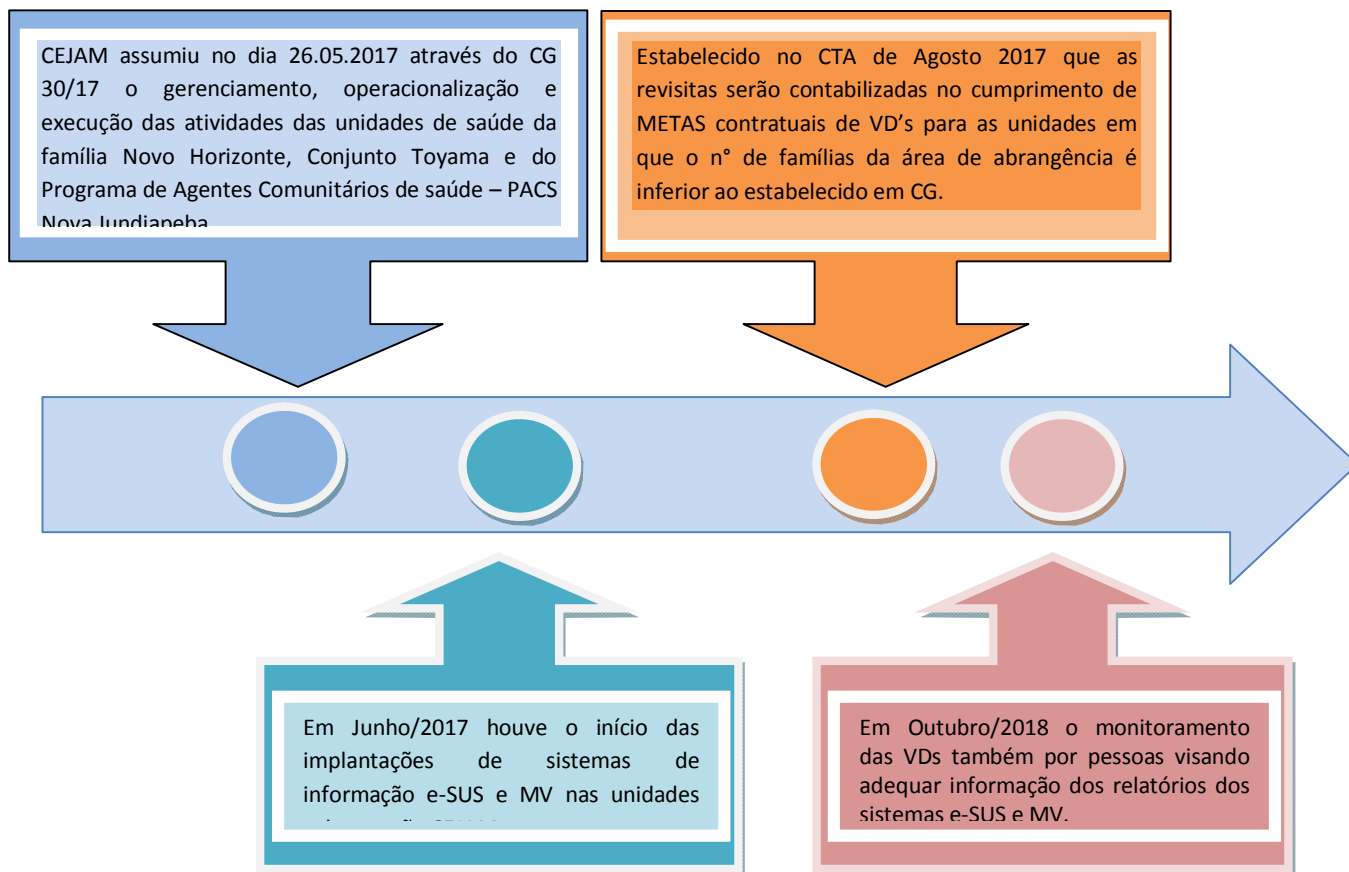 CEJAM assumiu no dia 26.05.2017 através do CG
30/17 o gerenciamento, operacionalização e
execução das atividades das unidades de saúde da
família Novo Horizonte, Conjunto Toyama e do
Programa de Agentes Comunitários de saúde – PACS
Nova Jundiapeba
Estabelecido no CTA de Agosto 2017 que as
revisitas serão contabilizadas no cumprimento de
METAS contratuais de VD’s para as unidades em
que o n° de famílias da área de abrangência é
inferior ao estabelecido em CG.
Em Junho/2017 houve o início das
implantações de sistemas de
informação e-SUS e MV nas unidades
Em Outubro/2018 o monitoramento
das VDs também por pessoas visando
adequar informação dos relatórios dos
sistemas e-SUS e MV.